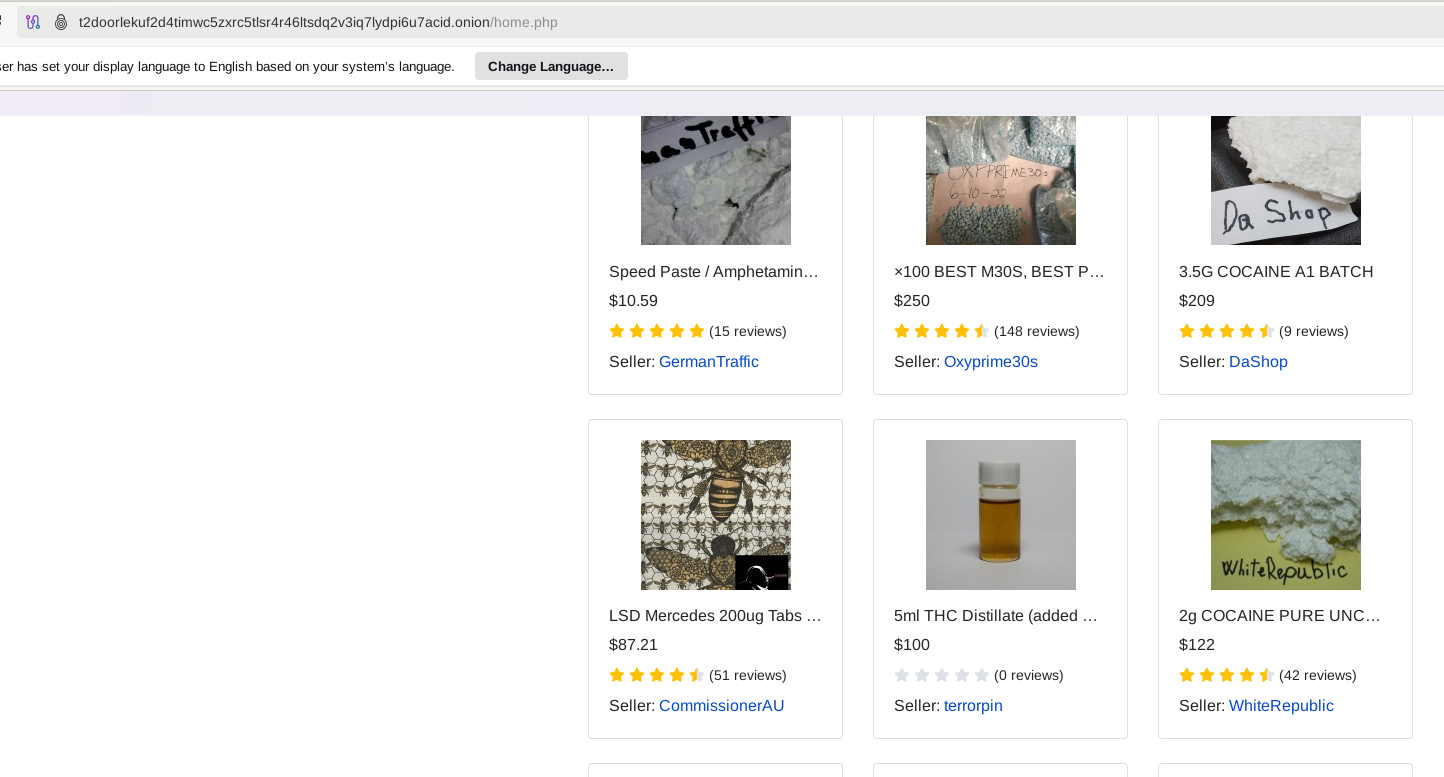 t2doorlekuf2d4timwc5zxrc5tlsr4r46ltsdq2v3iq7lydpi6u7acid.onion/home.php
has set your display language to English based on your system's language. Change Language...
OXYPRIME30s
6-10-22
Da Shop
Speed Paste / Amphetamin…
×100 BEST M30S, BEST P…
3.5G COCAINE A1 BATCH
$10.59
$250
$209
(15 reviews)
(148 reviews)
(9 reviews)
Seller: GermanTraffic
Seller: Oxyprime30s
Seller: DaShop
WhiteRepublic
LSD Mercedes 200ug Tabs …
5ml THC Distillate (added …
2g COCAINE PURE UNC…
$87.21
$100
$122
(51 reviews)
(0 reviews)
(42 reviews)
Seller: CommissionerAU
Seller: terrorpin
Seller: WhiteRepublic